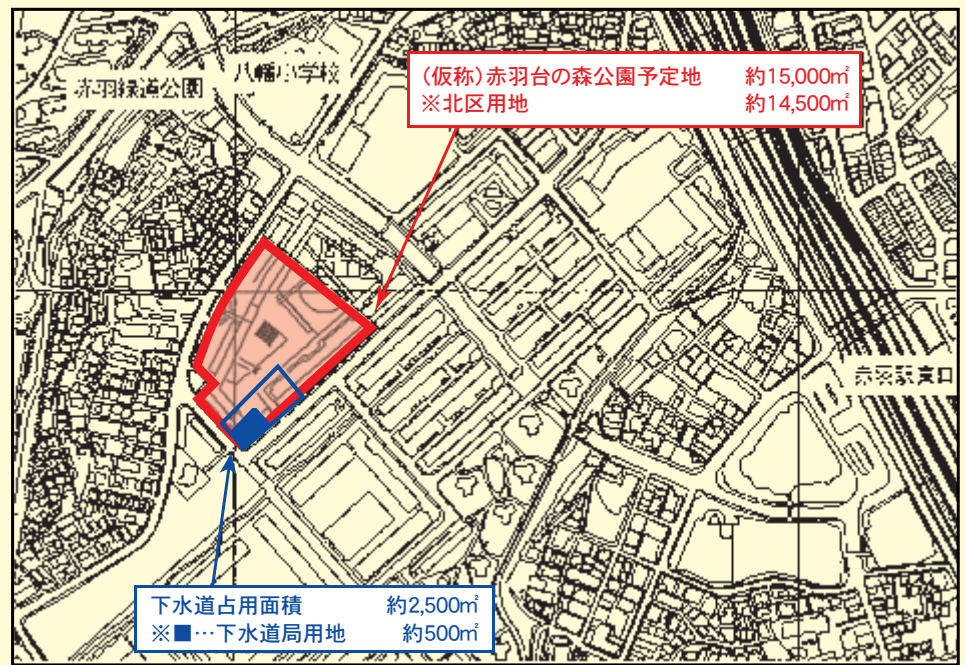 赤羽緑道公園
八幡小学校
(仮称)赤羽台の森公園予定地 約15,000㎡
※北区用地 約14,500㎡
赤羽駅東口
下水道占用面積 約2,500㎡
※■…下水道局用地 約500㎡